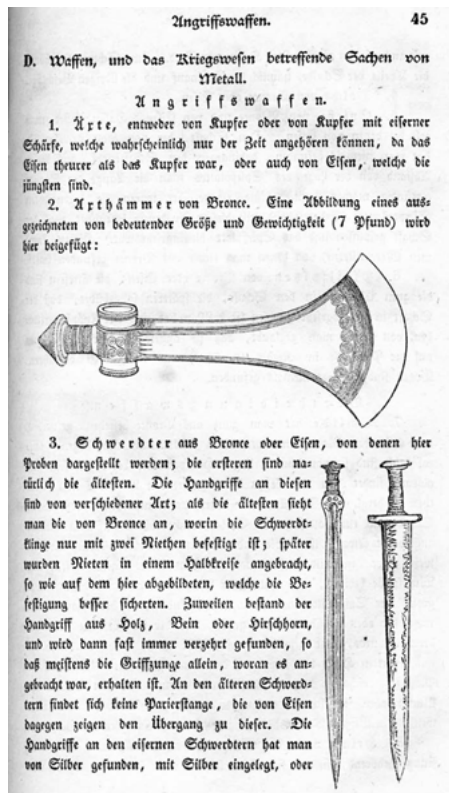 Angriffswaffen. 45
D. Waffen, und das Kriegswesen betreffende Sachen von
Metall.
Angriffswaffen.
1. Äxte, entweder von Kupfer oder von Kupfer mit eiserner
Schärfe, welche wahrscheinlich nur der Zeit angehören können, da das
Eisen theurer als das Kupfer war, oder auch von Eisen, welche die
jüngsten sind.
2. Axthämmer von Bronce. Eine Abbildung eines aus-
gezeichneten von bedeutender Größe und Gewichtigkeit (7 Pfund) wird
hier beigefügt:
3. Schwerdter aus Bronce oder Eisen, von denen hier
Proben dargestellt werden; die ersteren sind na-
türlich die ältesten. Die Handgriffe an diesen
sind von verschiedener Art; als die ältesten sieht
man die von Bronce an, worin die Schwerdt-
klinge nur mit zwei Niethen befestigt ist; später
wurden Nieten in einem Halbkreise angebracht,
so wie auf dem hier abgebildeten, welche die Be-
festigung besser sicherten. Zuweilen bestand der
Handgriff aus Holz, Bein oder Hirschhorn,
und wird dann fast immer verzehrt gefunden, so
daß meistens die Griffzunge allein, woran es an-
gebracht war, erhalten ist. An den älteren Schwerd-
tern findet sich keine Parierstange, die von Eisen
dagegen zeigen den Übergang zu dieser. Die
Handgriffe an den eisernen Schwerdtern hat man
von Silber gefunden, mit Silber eingelegt, oder